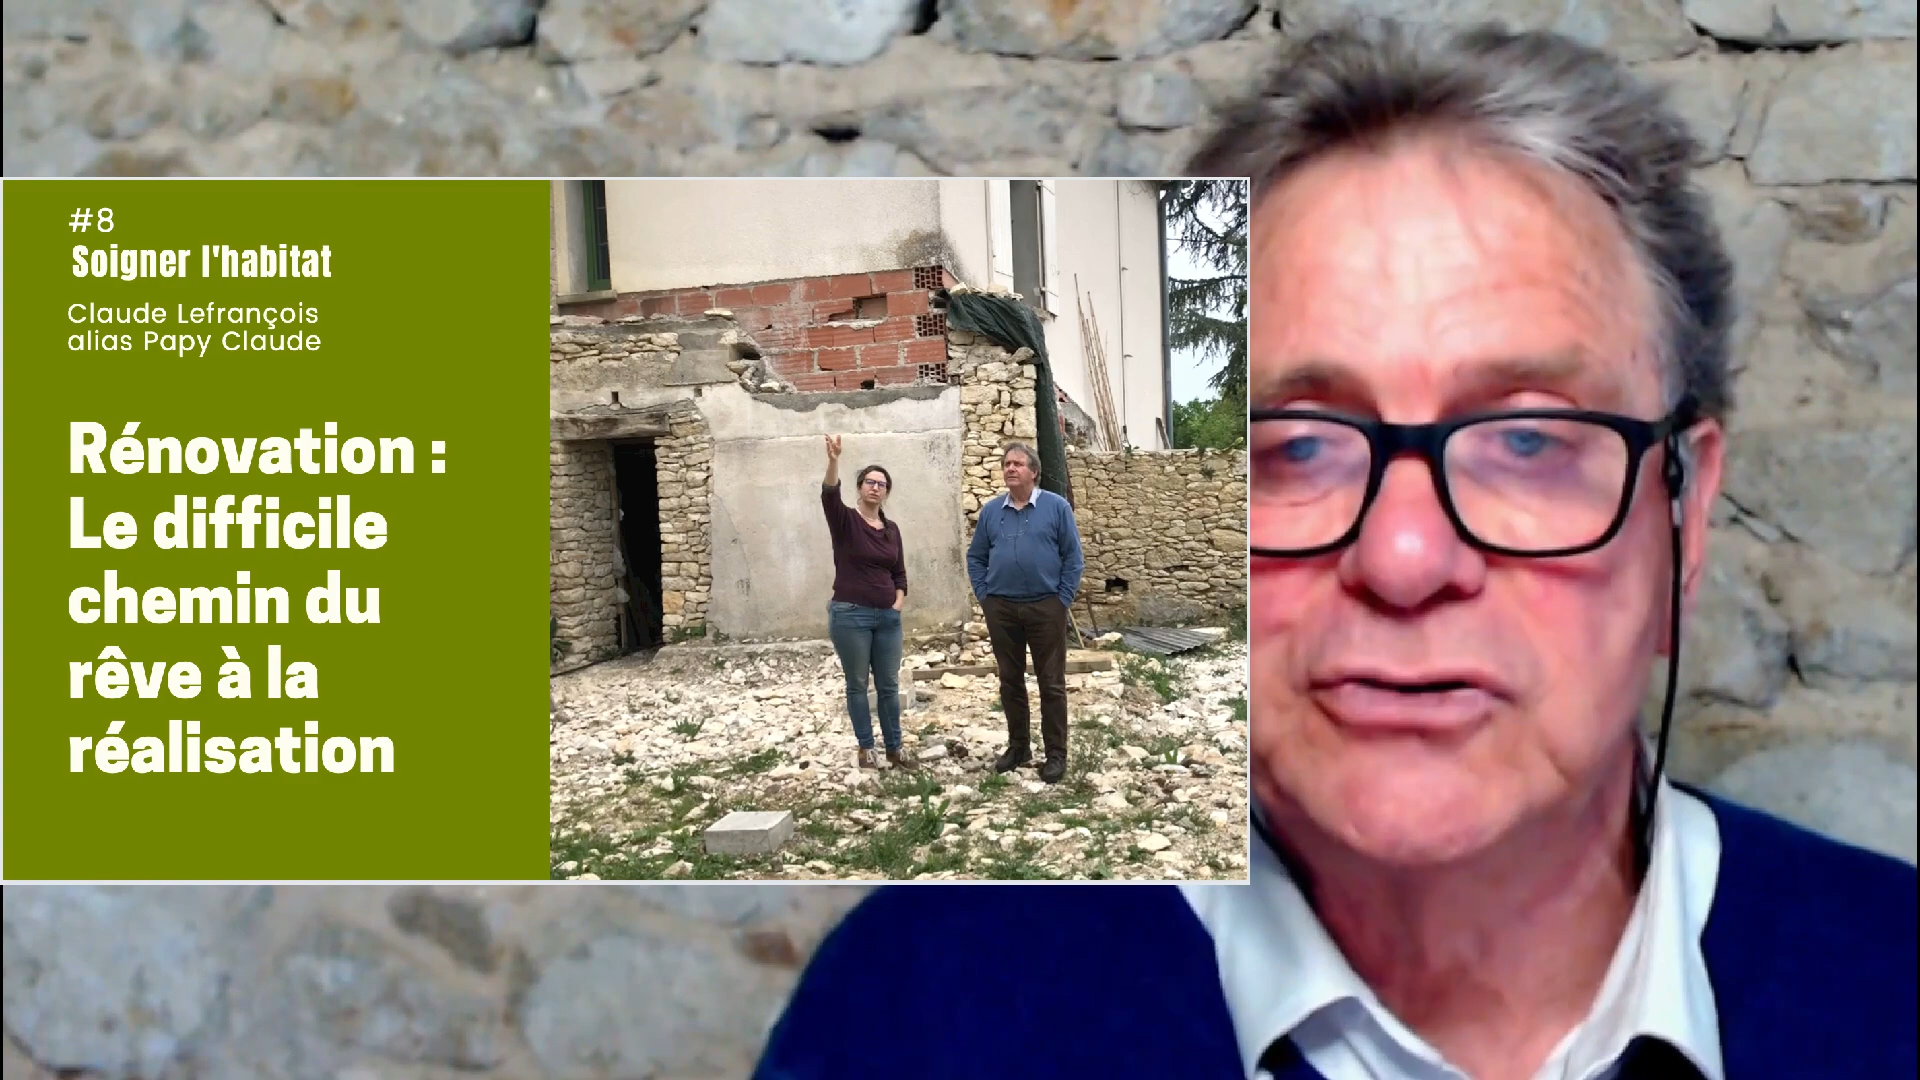 #8
Soigner l'habitat
Claude Lefrançois
alias Papy Claude
Rénovation :
Le difficile
chemin du
rêve à la
réalisation